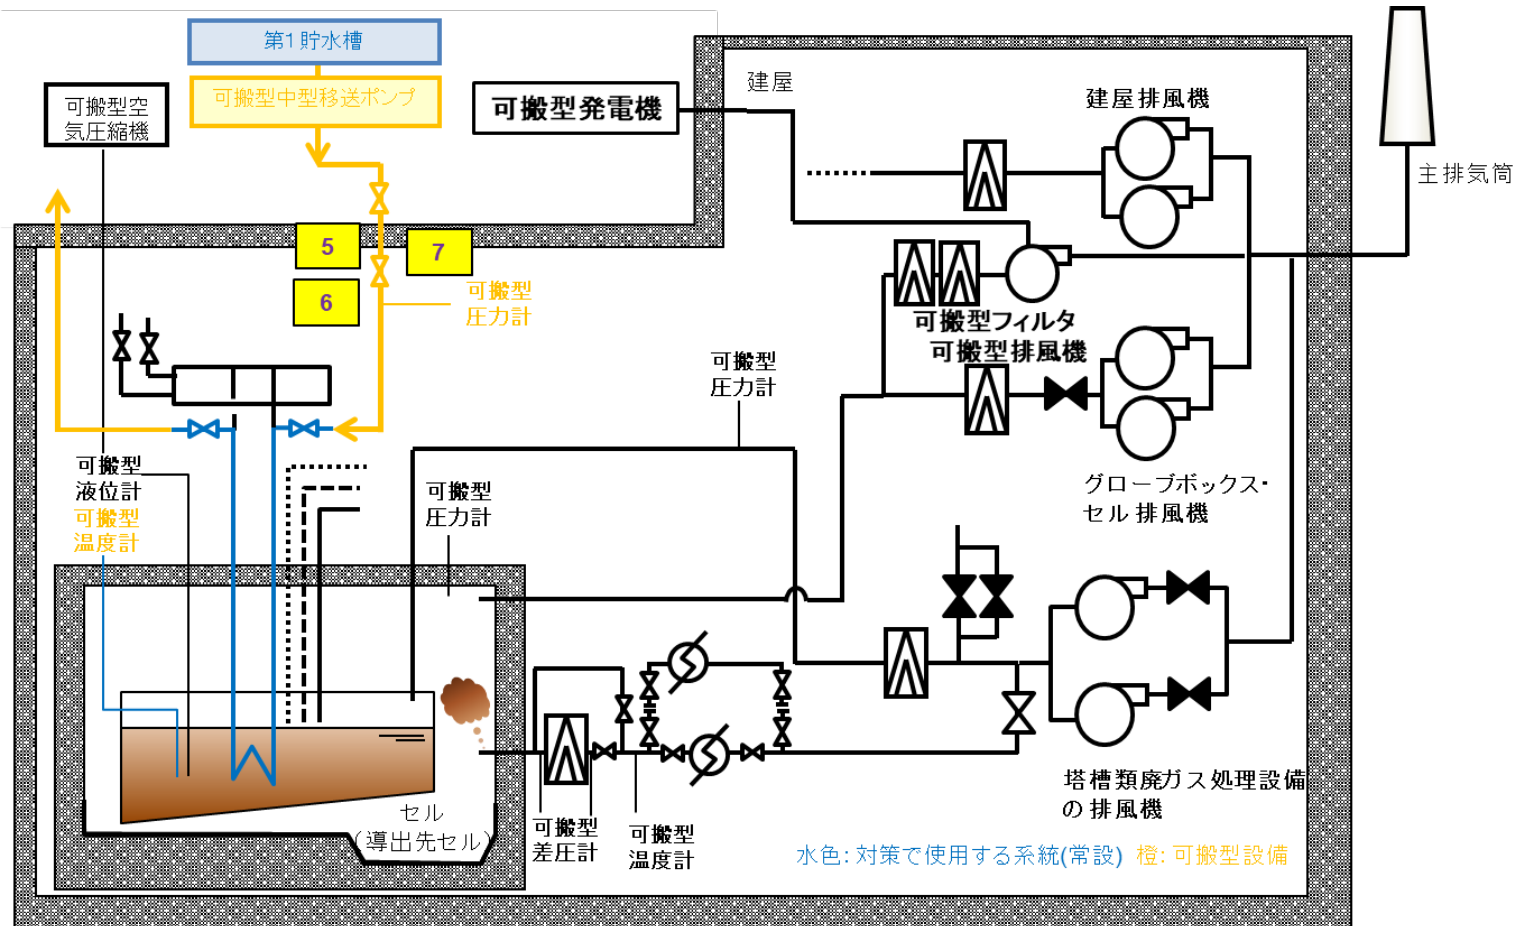 第1貯水槽
可搬型中型移送ポンプ
可搬型空
気圧縮機
可搬型発電機
建屋
建屋排風機
主排気筒
5
7
6
可搬型
圧力計
可搬型フィルタ
可搬型排風機
可搬型
圧力計
グローブボックス・
セル排風機
可搬型
液位計
可搬型
温度計
可搬型
圧力計
セル
（導出先セル）
可搬型
差圧計
可搬型
温度計
塔槽類廃ガス処理設備
の排風機
水色：対策で使用する系統(常設) 橙：可搬型設備